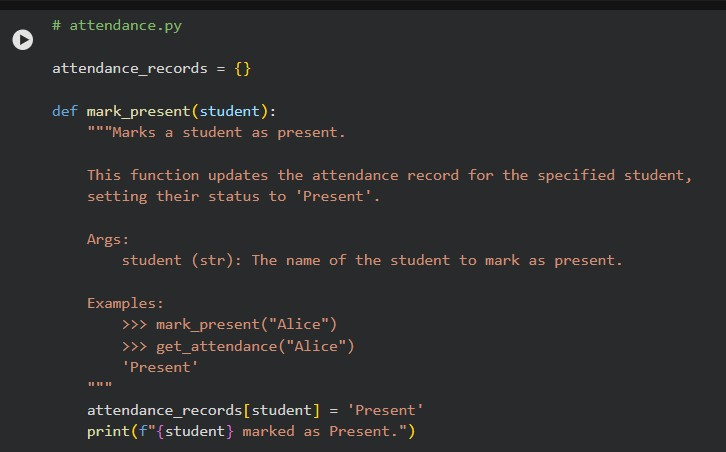 # attendance.py
attendance_records = {}
def mark_present(student):
"""Marks a student as present.
This function updates the attendance record for the specified student,
setting their status to 'Present'.
Args:
student (str): The name of the student to mark as present.
Examples:
>>> mark_present("Alice")
>>> get_attendance("Alice")
'Present'
"""
attendance_records[student] = 'Present'
print(f"{student} marked as Present.")